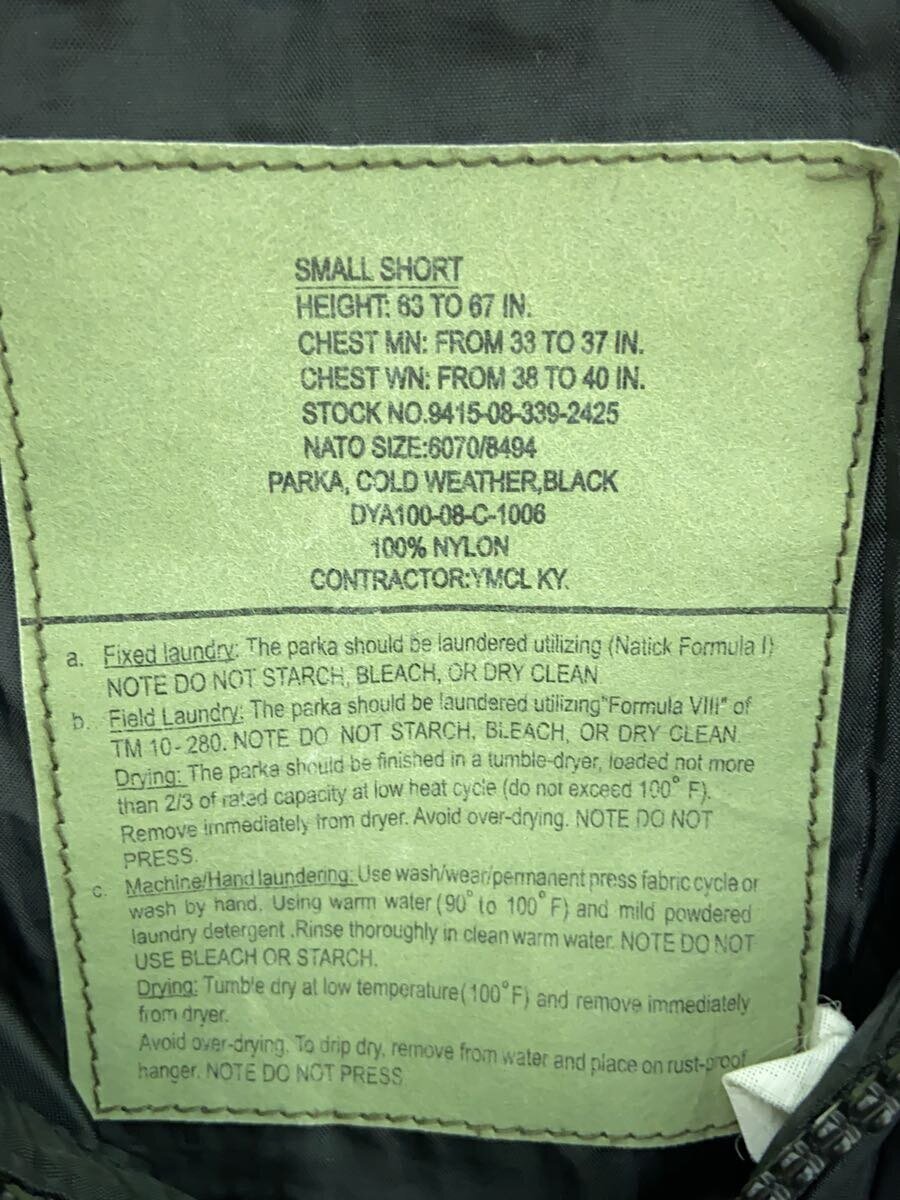 SMALL SHORT
HEIGHT: 63 TO 67 IN.
CHEST MN: FROM 33 TO 37 IN.
CHEST WN: FROM 38 TO 40 IN.
STOCK NO.9415-08-339-2425
NATO SIZE:6070/8494
PARKA, COLD WEATHER,BLACK
DYA100-08-C-1006
100% NYLON
CONTRACTOR:YMCL KY.
a. Fixed laundry: The parka should be laundered utilizing (Natick Formula I)
NOTE DO NOT STARCH, BLEACH, OR DRY CLEAN
b. Field Laundry: The parka should be laundered utilizing"Formula VIII" of
TM 10-280. NOTE DO NOT STARCH, BLEACH, OR DRY CLEAN
Drying: The parka should be finished in a tumble-dryer, loaded not more
than 2/3 of rated capacity at low heat cycle (do not exceed 100° F).
Remove immediately from dryer. Avoid over-drying. NOTE DO NOT
PRESS.
c. Machine/Hand laundering: Use wash/wear/permanent press fabric cycle or
wash by hand. Using warm water (90° to 100°F) and mild powdered
laundry detergent .Rinse thoroughly in clean warm water. NOTE DO NOT
USE BLEACH OR STARCH.
Drying: Tumble dry at low temperature(100°F) and remove immediately
from dryer.
Avoid over-drying. To drip dry, remove from water and place on rust-proof
hanger. NOTE DO NOT PRESS